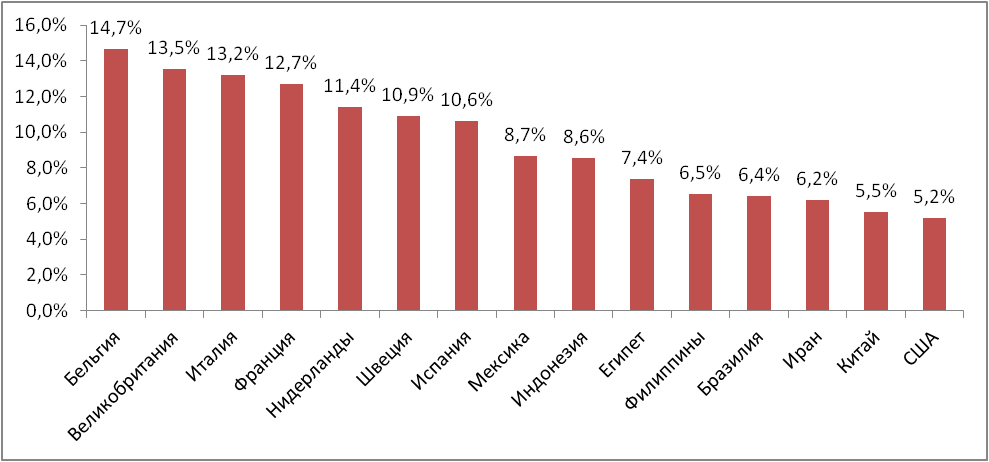 16,0%
14,0%
12,0%
10,0%
8,0%
6,0%
4,0%
2,0%
0,0%
14,7%
13,5%
13,2%
12,7%
11,4%
10,9%
10,6%
8,7%
8,6%
7,4%
6,5%
6,4%
6,2%
5,5%
5,2%
Бельгия
Великобритания
Италия
Франция
Нидерланды
Швеция
Испания
Мексика
Индонезия
Египет
Филиппины
Бразилия
Иран
Китай
США